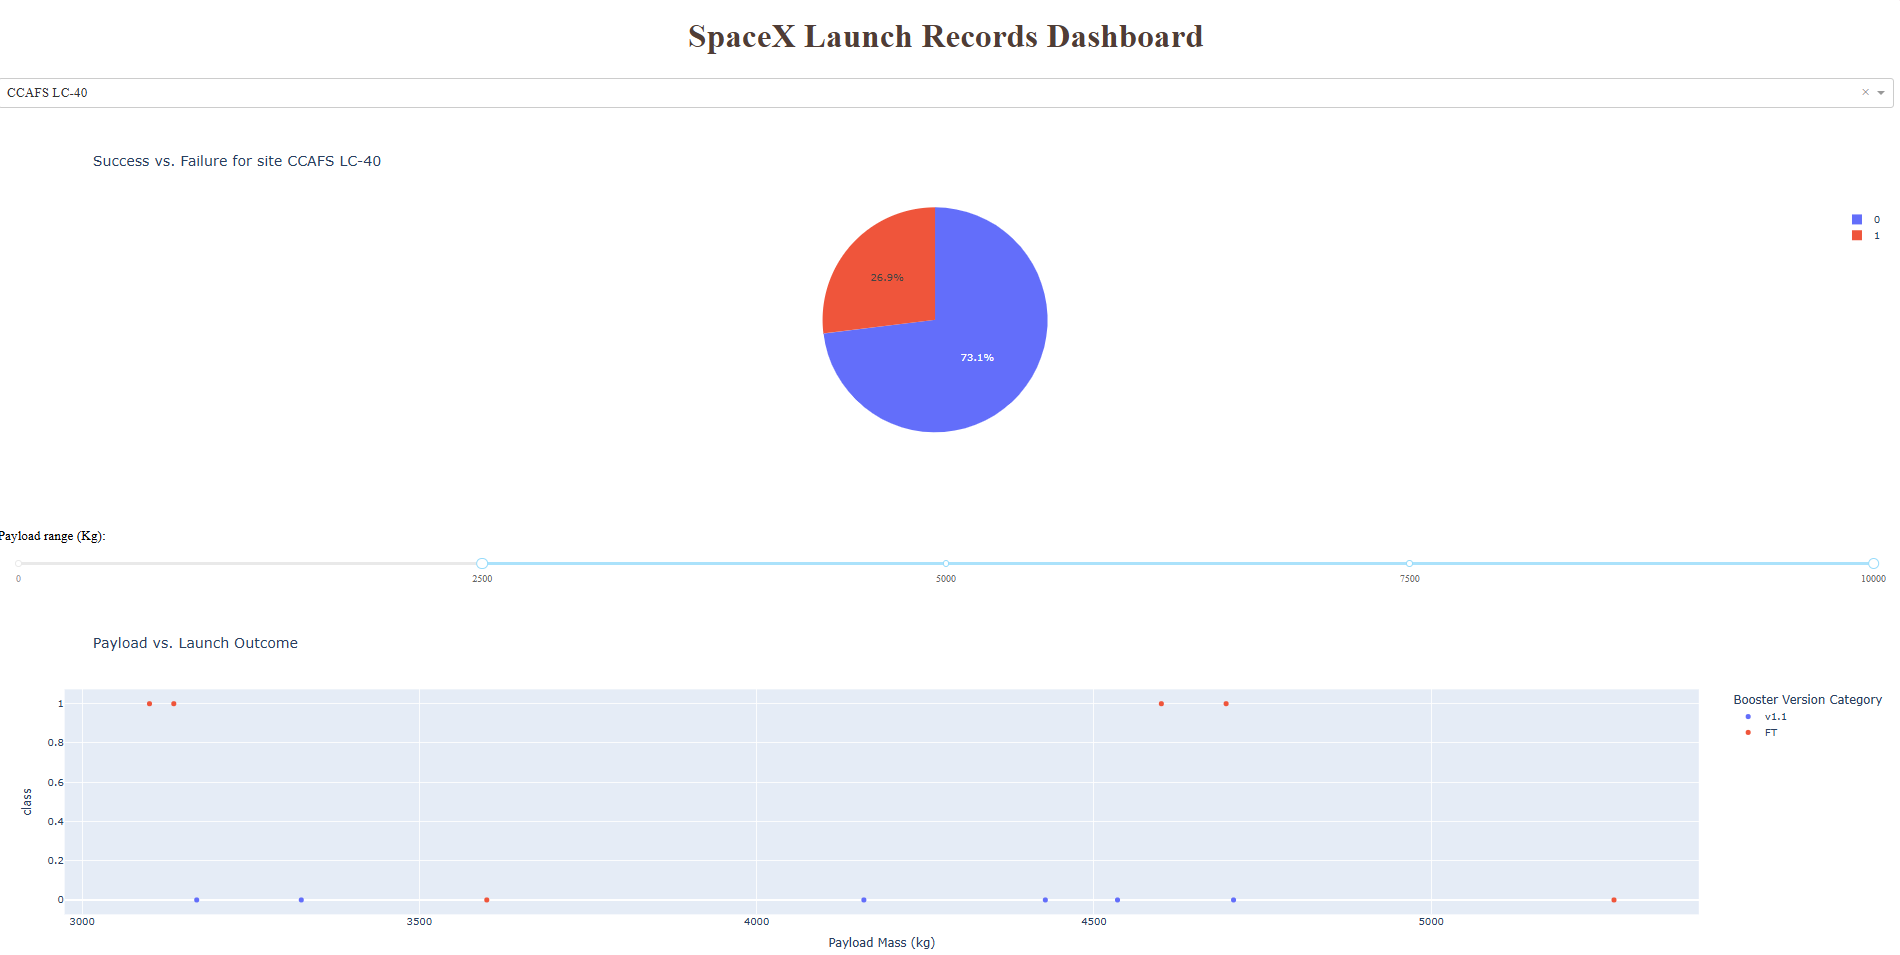 SpaceX Launch Records Dashboard
CCAFS LC-40
×
Success vs. Failure for site CCAFS LC-40
0
1
26.9%
73.1%
Payload range (Kg):
0 2500 5000 7500 10000
Payload vs. Launch Outcome
Booster Version Category
v1.1
FT
1
0.8
0.6
0.4
0.2
0
class
3000 3500 4000 4500 5000
Payload Mass (kg)